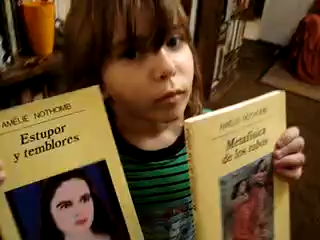 AMÉLIE NOTHOMB
Estupor
y temblores
AMÉLIE NOTHOMB
Metafísica
de los tubos